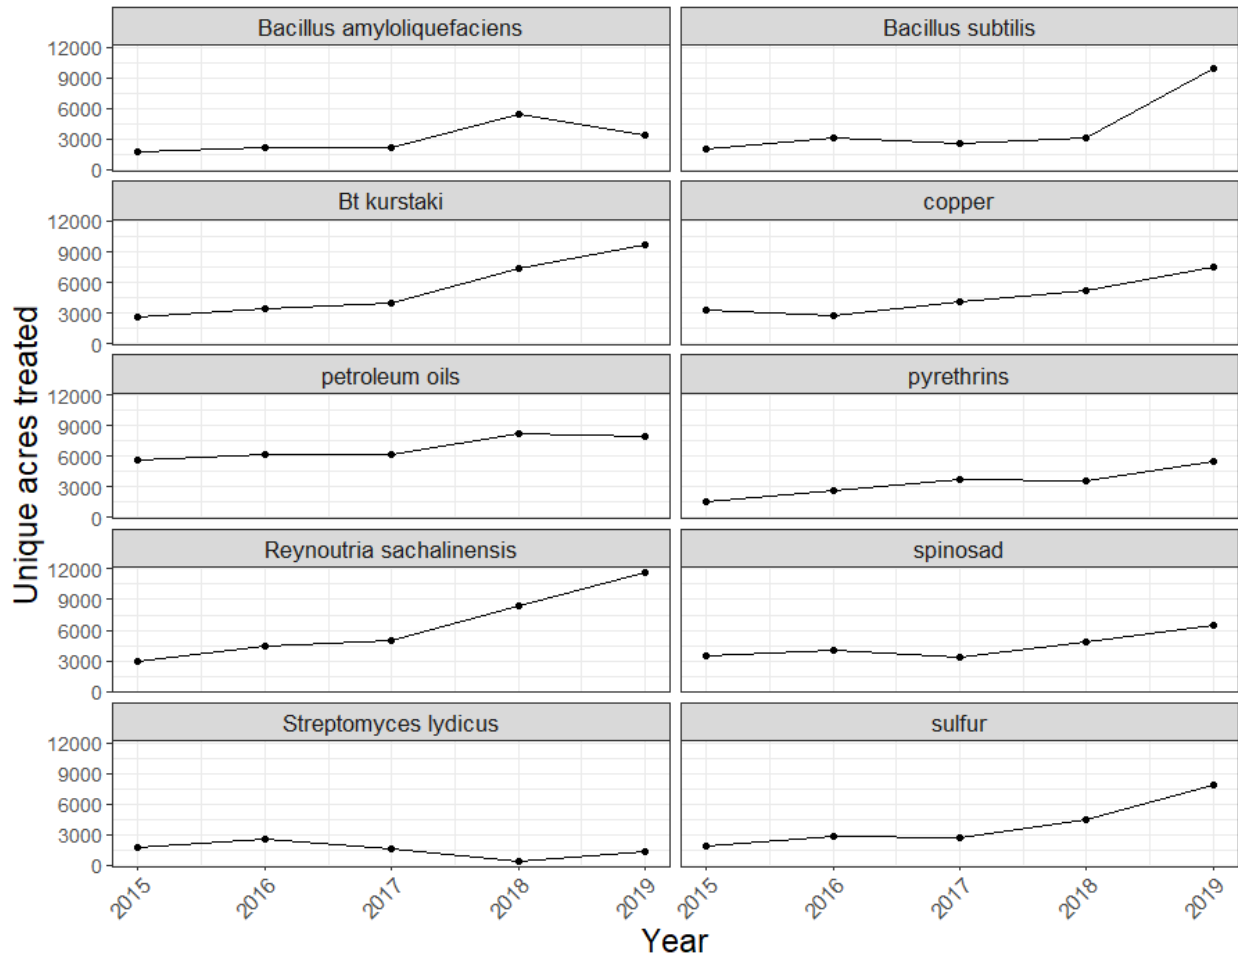 Bacillus amyloliquefaciens
Bacillus subtilis
12000
9000
6000
3000
0
Bt kurstaki
copper
12000
9000
6000
3000
0
petroleum oils
pyrethrins
12000
9000
6000
3000
0
Reynoutria sachalinensis
spinosad
12000
9000
6000
3000
0
Streptomyces lydicus
sulfur
12000
9000
6000
3000
0
Unique acres treated
2015 2016 2017 2018 2019
2015 2016 2017 2018 2019
Year